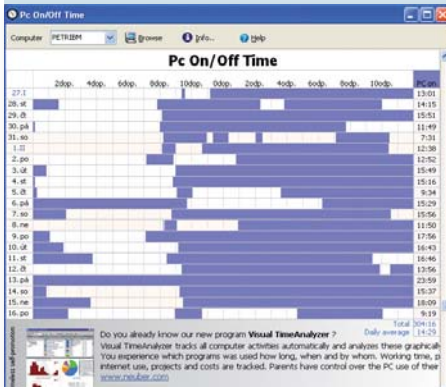 Pc On/Off Time
Computer PETRIBM Browse Info... Help
Pc On/Off Time
2dop. 4dop. 6dop. 8dop. 10dop. 0dop. 2odp. 4odp. 6odp. 8odp. 10odp. PC on
27.I 13:01
28. st 14:15
29. čt 15:51
30. pá 11:49
31. so 7:31
1.II 12:38
2. po 12:52
3. út 15:49
4. st 15:16
5. čt 9:34
6. pá 15:29
7. so 15:56
8. ne 11:50
9. po 17:56
10. út 16:43
11. st 16:46
12. čt 13:56
13. pá 23:59
14. so 15:37
15. ne 18:09
16. po 9:19
Total 304:16
Daily average 14:29
Do you already know our new program Visual TimeAnalyzer ?
Visual TimeAnalyzer tracks all computer activities automatically and analyzes these graphicall
You experience which programs was used how long, when and by whom. Working time, p
internet use, projects and costs are tracked. Parents have control over the PC use of their
www.neuber.com